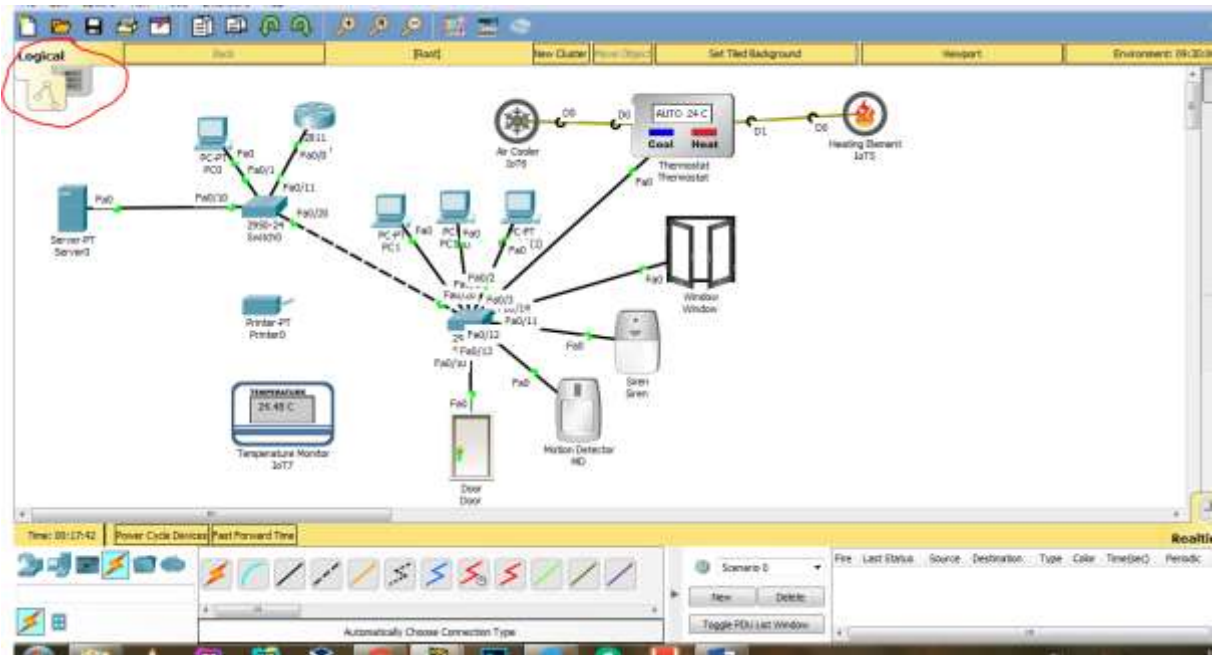 Logical
Back
[Root]
New Cluster
Move Object
Set Tiled Background
Viewport
Environment: 09:30:0
D0
D0
AUTO 24 C
Cool Heat
D1
D0
Air Cooler
IoT6
Thermostat
Thermostat
Heating Element
IoT5
Fa0
2811
Fa0/0
PC-PT
PC0
Fa0
Fa0/1
Fa0/11
Fa0
Fa0/10
Fa0/20
2950-24
Switch0
Server-PT
Server0
PC-PT
PC1
Fa0
Fa0
Fa0
Fa0/2
Fa0/3
Fa0/11
Fa0/12
Fa0/13
Fa0
Window
Window
Printer-PT
Printer0
Fa0
Siren
Siren
Fa0
Motion Detector
MD
TEMPERATURE
26.48 C
Temperature Monitor
IoT7
Fa0
Door
Door
Time: 00:17:42
Power Cycle Devices
Fast Forward Time
Realti
Scenario 0
New
Delete
Toggle PDU List Window
Fire Last Status Source Destination Type Color Time(sec) Periodic
Automatically Choose Connection Type